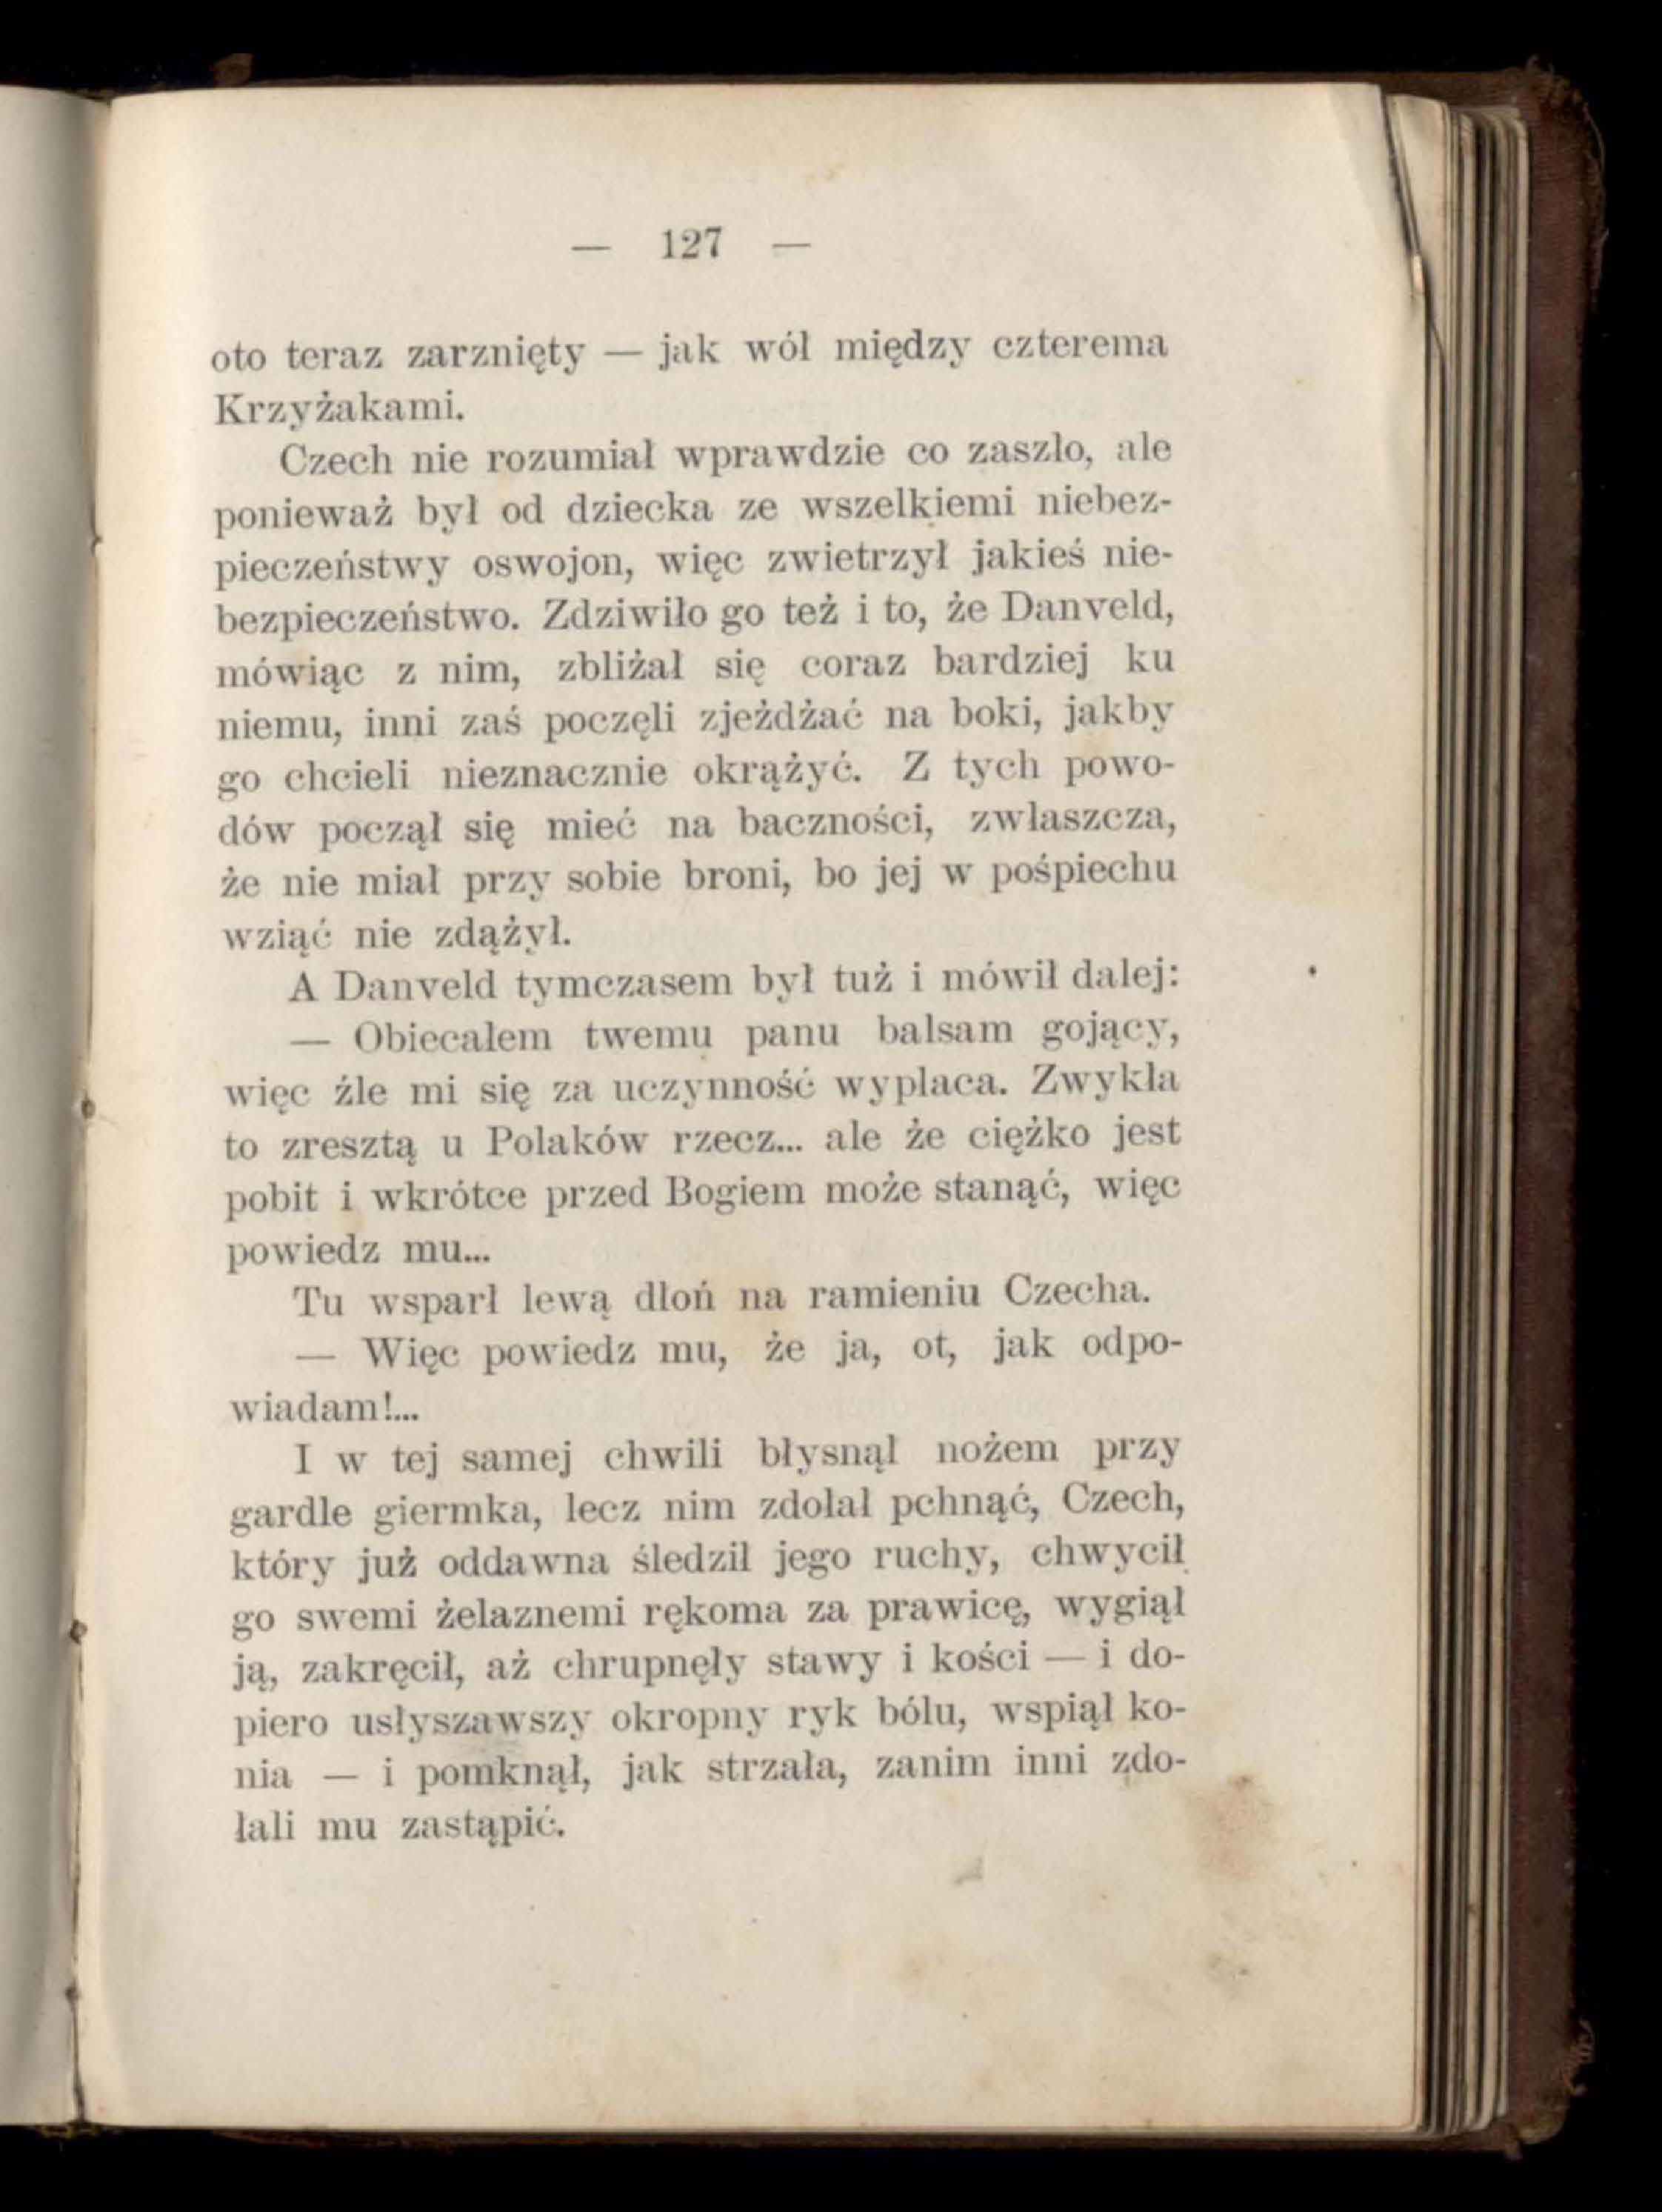 — 127 —
oto teraz zarznięty — jak wół między czterema
Krzyżakami.
Czech nie rozumiał wprawdzie co zaszło, ale
ponieważ był od dziecka ze wszelkiemi niebez-
pieczeństwy oswojon, więc zwietrzył jakieś nie-
bezpieczeństwo. Zdziwiło go też i to, że Danveld,
mówiąc z nim, zbliżał się coraz bardziej ku
niemu, inni zaś poczęli zjeżdżać na boki, jakby
go chcieli nieznacznie okrążyć. Z tych powo-
dów począł się mieć na baczności, zwłaszcza,
że nie miał przy sobie broni, bo jej w pośpiechu
wziąć nie zdążył.
A Danveld tymczasem był tuż i mówił dalej:
— Obiecałem twemu panu balsam gojący,
więc źle mi się za uczynność wypłaca. Zwykła
to zresztą u Polaków rzecz... ale że ciężko jest
pobit i wkrótce przed Bogiem może stanąć, więc
powiedz mu...
Tu wsparł lewą dłoń na ramieniu Czecha.
— Więc powiedz mu, że ja, ot, jak odpo-
wiadam!...
I w tej samej chwili błysnął nożem przy
gardle giermka, lecz nim zdołał pchnąć, Czech,
który już oddawna śledził jego ruchy, chwycił
go swemi żelaznemi rękoma za prawicę, wygiął
ją, zakręcił, aż chrupnęły stawy i kości — i do-
piero usłyszawszy okropny ryk bólu, wspiął ko-
nia — i pomknął, jak strzała, zanim inni zdo-
łali mu zastąpić.